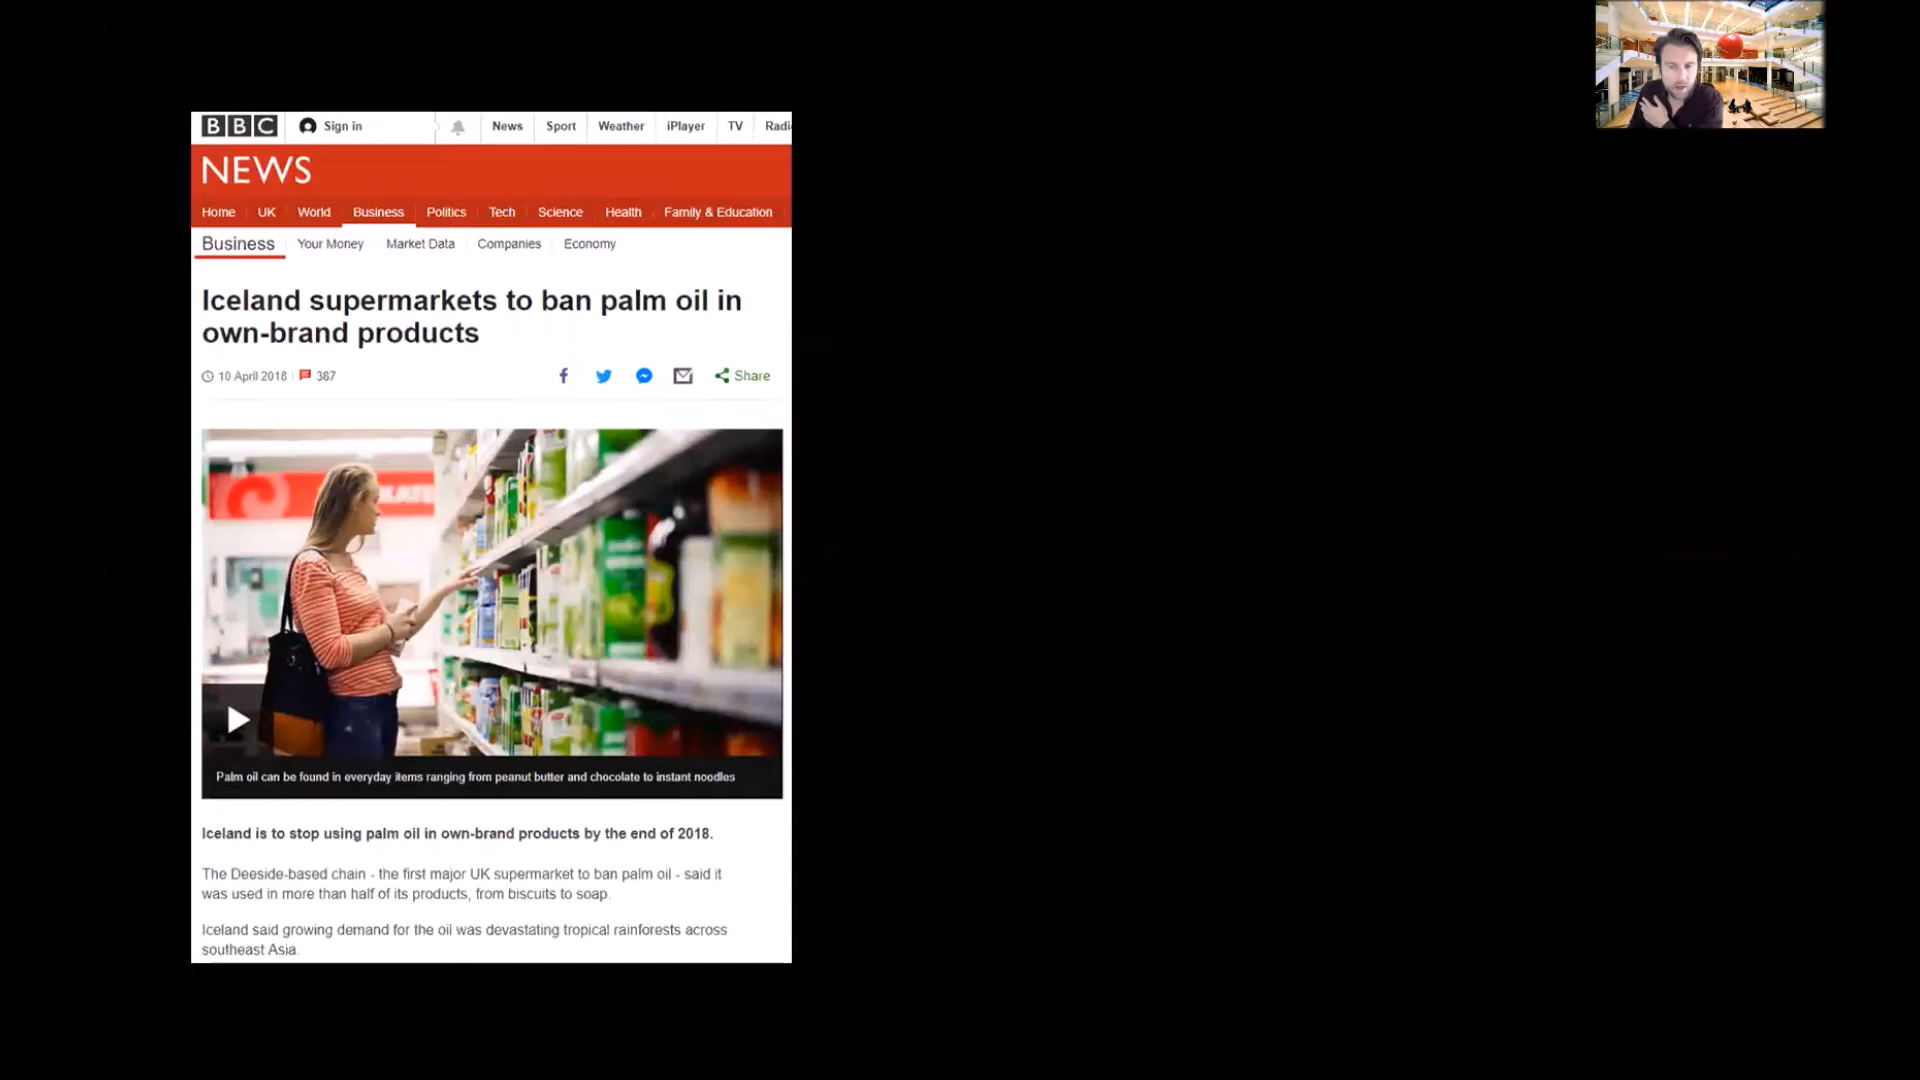 BBC Sign in News Sport Weather iPlayer TV Radi
NEWS
Home UK World Business Politics Tech Science Health Family & Education
Business Your Money Market Data Companies Economy
Iceland supermarkets to ban palm oil in
own-brand products
10 April 2018 387 Share
Palm oil can be found in everyday items ranging from peanut butter and chocolate to instant noodles
Iceland is to stop using palm oil in own-brand products by the end of 2018.
The Deeside-based chain - the first major UK supermarket to ban palm oil - said it
was used in more than half of its products, from biscuits to soap.
Iceland said growing demand for the oil was devastating tropical rainforests across
southeast Asia.